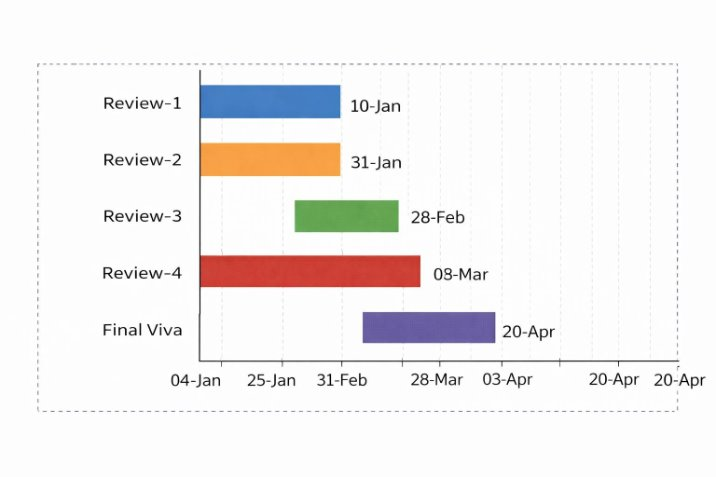 Review-1 10-Jan
Review-2 31-Jan
Review-3 28-Feb
Review-4 08-Mar
Final Viva 20-Apr
04-Jan 25-Jan 31-Feb 28-Mar 03-Apr 20-Apr 20-Apr